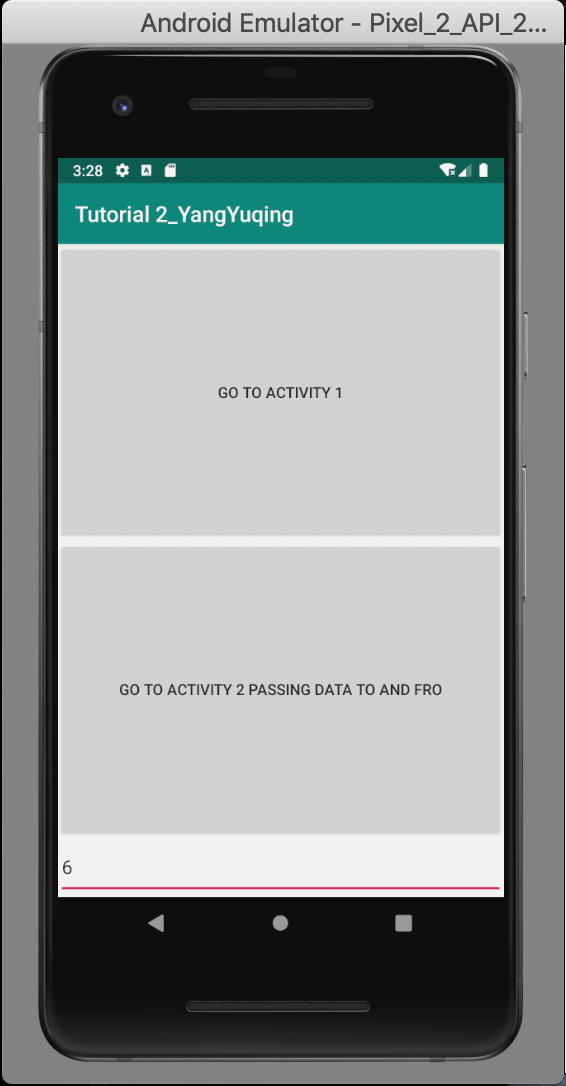 Android Emulator - Pixel_2_API_2...
3:28
Tutorial 2_YangYuqing
GO TO ACTIVITY 1
GO TO ACTIVITY 2 PASSING DATA TO AND FRO
6